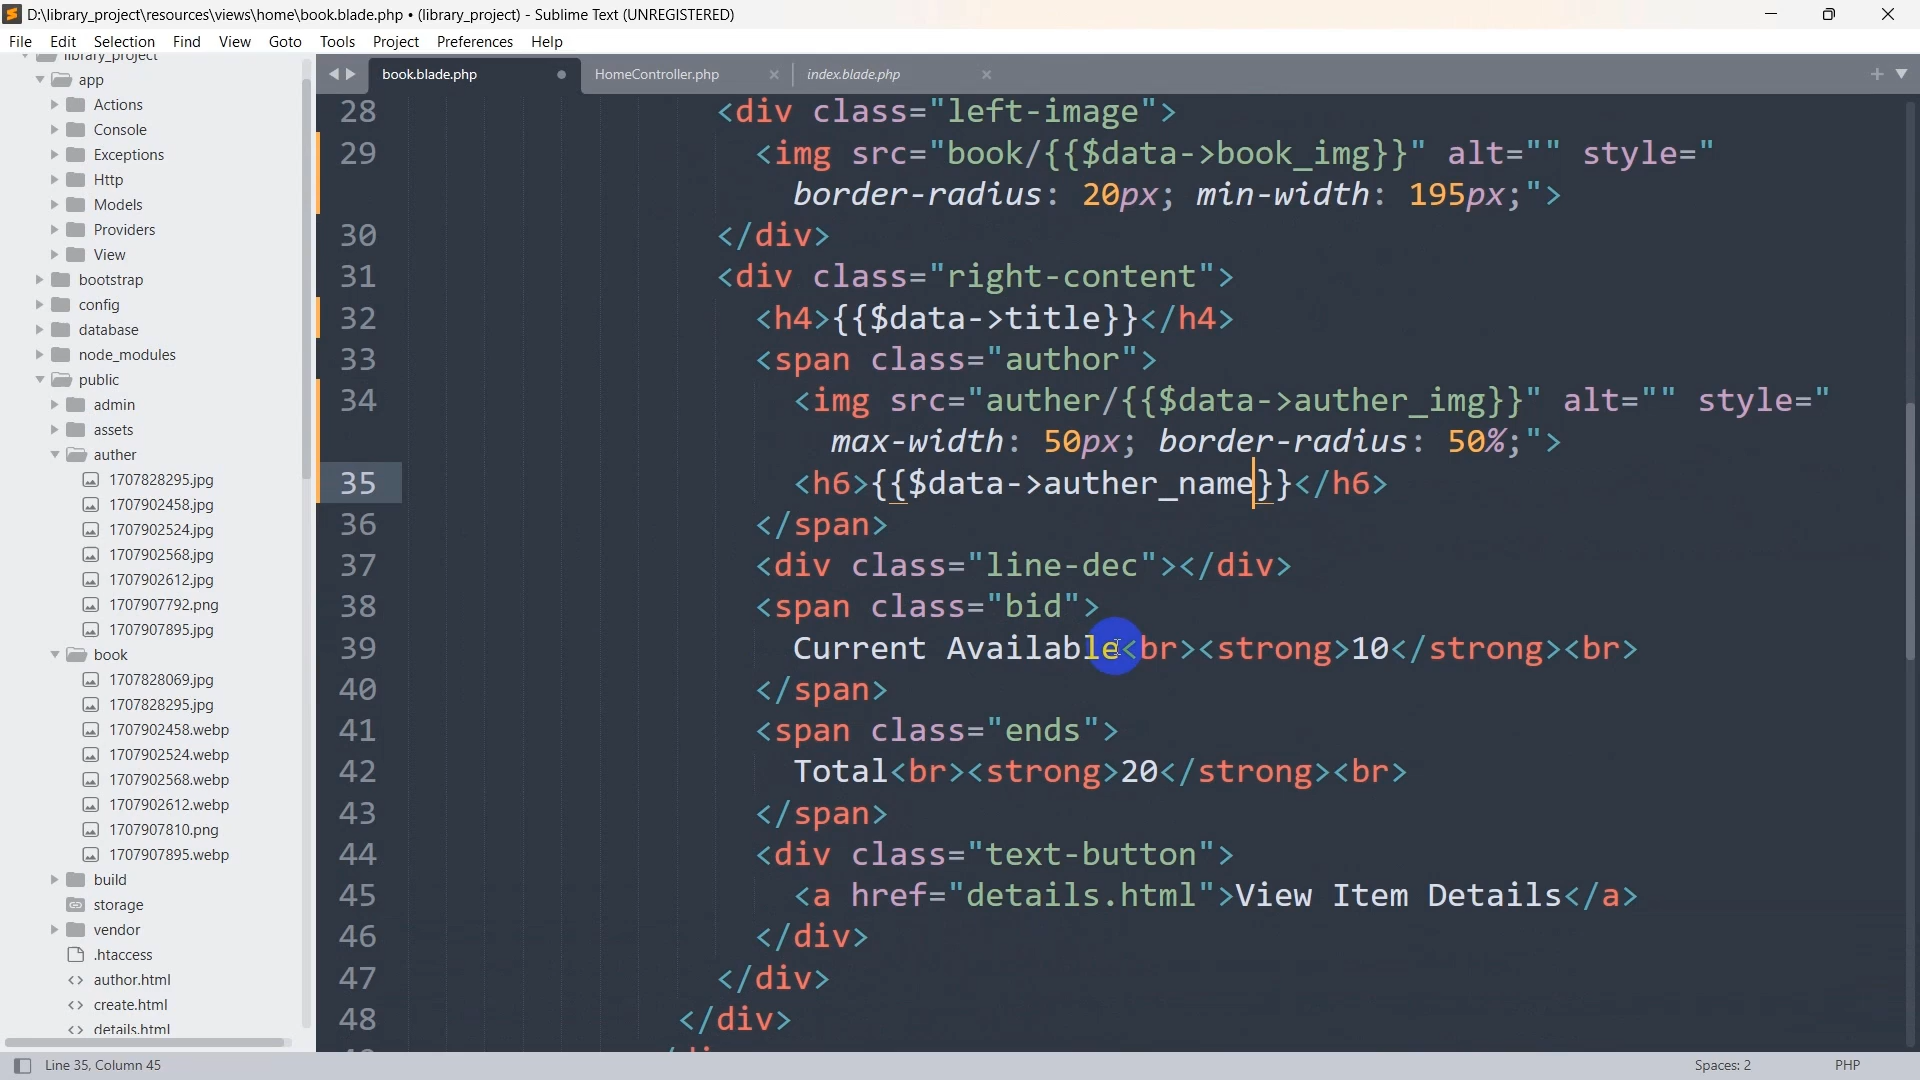 D:\library_project\resources\views\home\book.blade.php • (library_project) - Sublime Text (UNREGISTERED)
File Edit Selection Find View Goto Tools Project Preferences Help
library_project
app
Actions
Console
Exceptions
Http
Models
Providers
View
bootstrap
config
database
node_modules
public
admin
assets
auther
1707828295.jpg
1707902458.jpg
1707902524.jpg
1707902568.jpg
1707902612.jpg
1707907792.png
1707907895.jpg
book
1707828069.jpg
1707828295.jpg
1707902458.webp
1707902524.webp
1707902568.webp
1707902612.webp
1707907810.png
1707907895.webp
build
storage
vendor
.htaccess
author.html
create.html
details.html
book.blade.php HomeController.php index.blade.php
28 <div class="left-image">
29 <img src="book/{{$data->book_img}}" alt="" style="
border-radius: 20px; min-width: 195px;">
30 </div>
31 <div class="right-content">
32 <h4>{{$data->title}}</h4>
33 <span class="author">
34 <img src="auther/{{$data->auther_img}}" alt="" style="
max-width: 50px; border-radius: 50%;">
35 <h6>{{$data->auther_name}}</h6>
36 </span>
37 <div class="line-dec"></div>
38 <span class="bid">
39 Current Available<br><strong>10</strong><br>
40 </span>
41 <span class="ends">
42 Total<br><strong>20</strong><br>
43 </span>
44 <div class="text-button">
45 <a href="details.html">View Item Details</a>
46 </div>
47 </div>
48 </div>
Line 35, Column 45 Spaces: 2 PHP